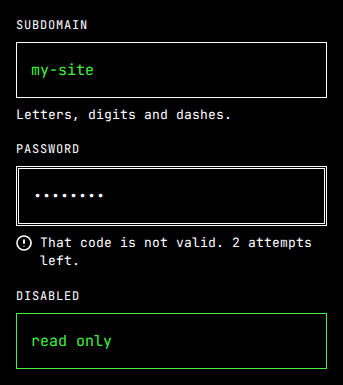 SUBDOMAIN
my-site
Letters, digits and dashes.
PASSWORD
••••••••
That code is not valid. 2 attempts
left.
DISABLED
read only